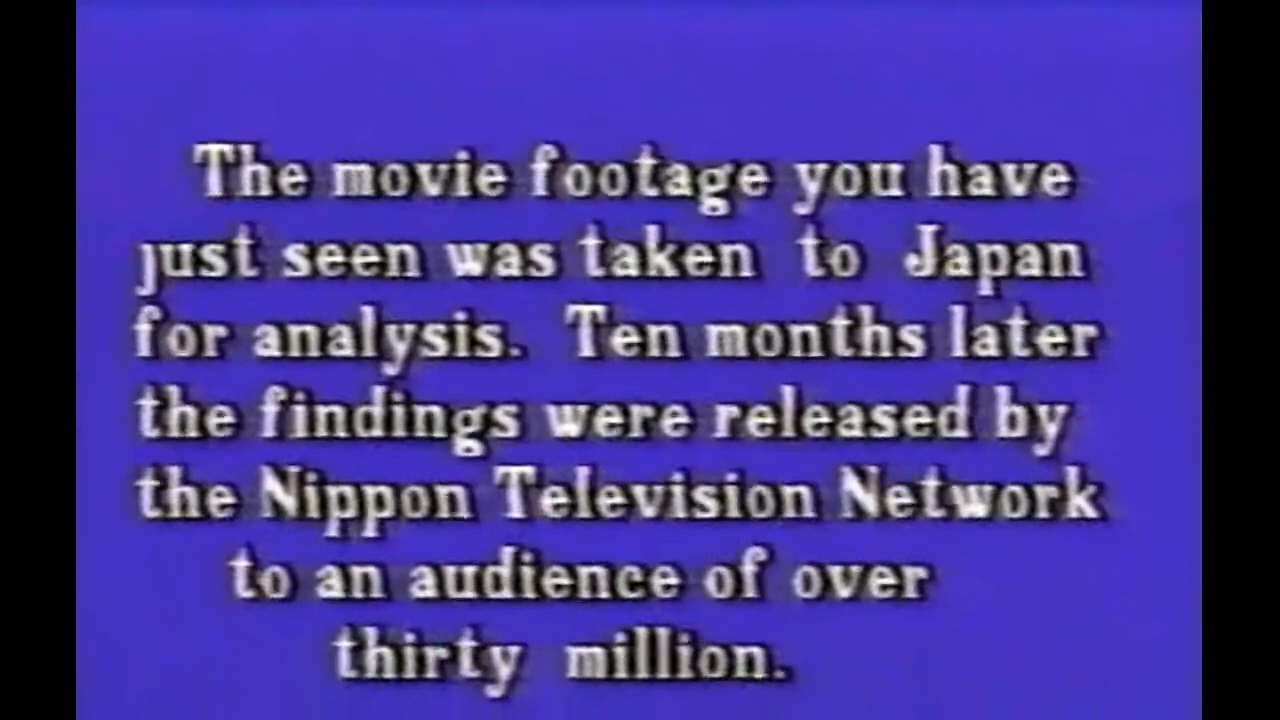 The movie footage you have
just seen was taken to Japan
for analysis. Ten months later
the findings were released by
the Nippon Television Network
to an audience of over
thirty million.